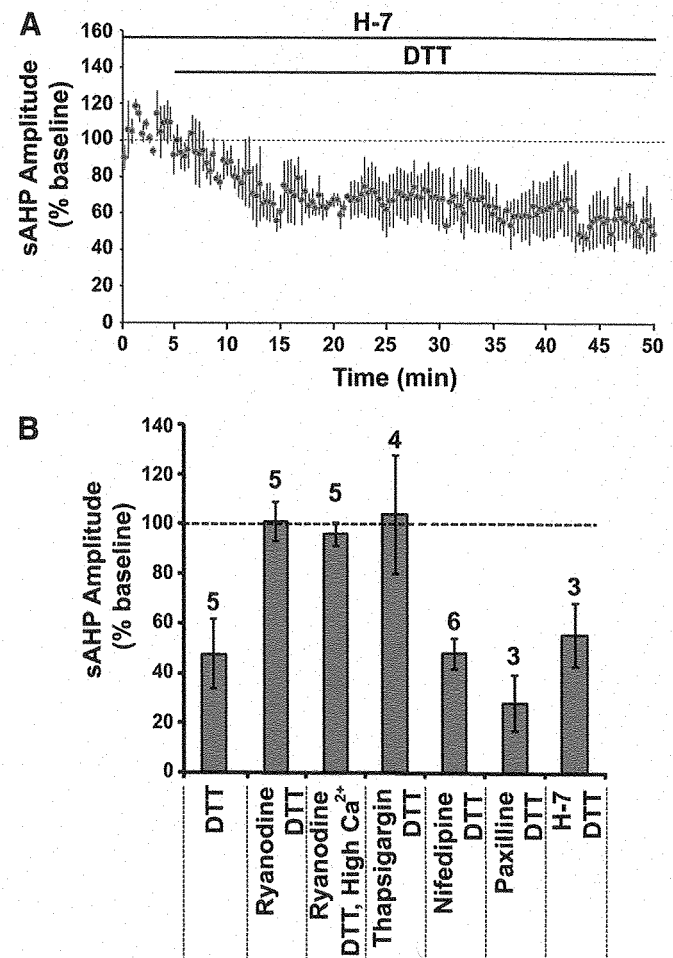 A
H-7
DTT
sAHP Amplitude
(% baseline)
160
140
120
100
80
60
40
20
0
0
5
10
15
20
25
30
35
40
45
50
Time (min)
B
sAHP Amplitude
(% baseline)
140
120
100
80
60
40
20
0
5
5
5
4
6
3
3
DTT
Ryanodine
DTT
Ryanodine
DTT, High Ca²⁺
Thapsigargin
DTT
Nifedipine
DTT
Paxilline
DTT
H-7
DTT